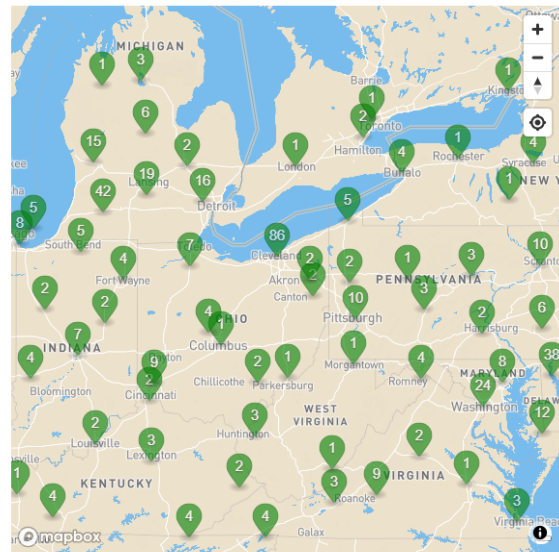 Ottawa
MICHIGAN
1
3
1
Kingston
Barrie
1
6
2
Toronto
15
2
1
Hamilton
4
1
Rochester
4
Syracuse
London
Buffalo
19
Lansing
16
1
NEW Y
42
Detroit
5
5
8
5
South Bend
7
Toledo
86
Cleveland
2
2
1
3
10
Scranton
4
Fort Wayne
Akron
2
Canton
PENNSYLVANIA
3
2
2
10
Pittsburgh
2
Harrisburg
6
4
OHIO
1
Columbus
7
INDIANA
4
9
Dayton
2
Cincinnati
2
1
Chillicothe
Parkersburg
1
Morgantown
4
Romney
8
MARYLAND
38
24
Washington
DELAW
12
Bloomington
2
Louisville
3
Lexington
3
Huntington
WEST
VIRGINIA
1
2
KENTUCKY
2
3
Roanoke
9
VIRGINIA
1
1
4
4
4
Galax
3
Virginia Bea
mapbox